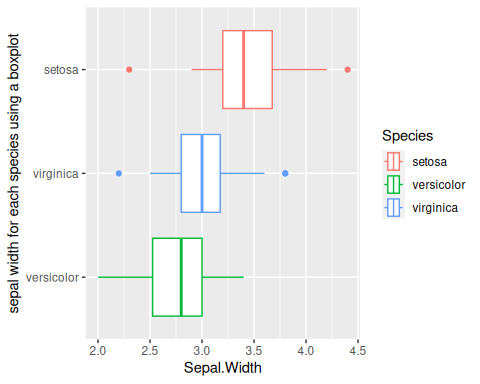 sepal width for each species using a boxplot
setosa
virginica
versicolor
2.0 2.5 3.0 3.5 4.0 4.5
Sepal.Width
Species
setosa
versicolor
virginica